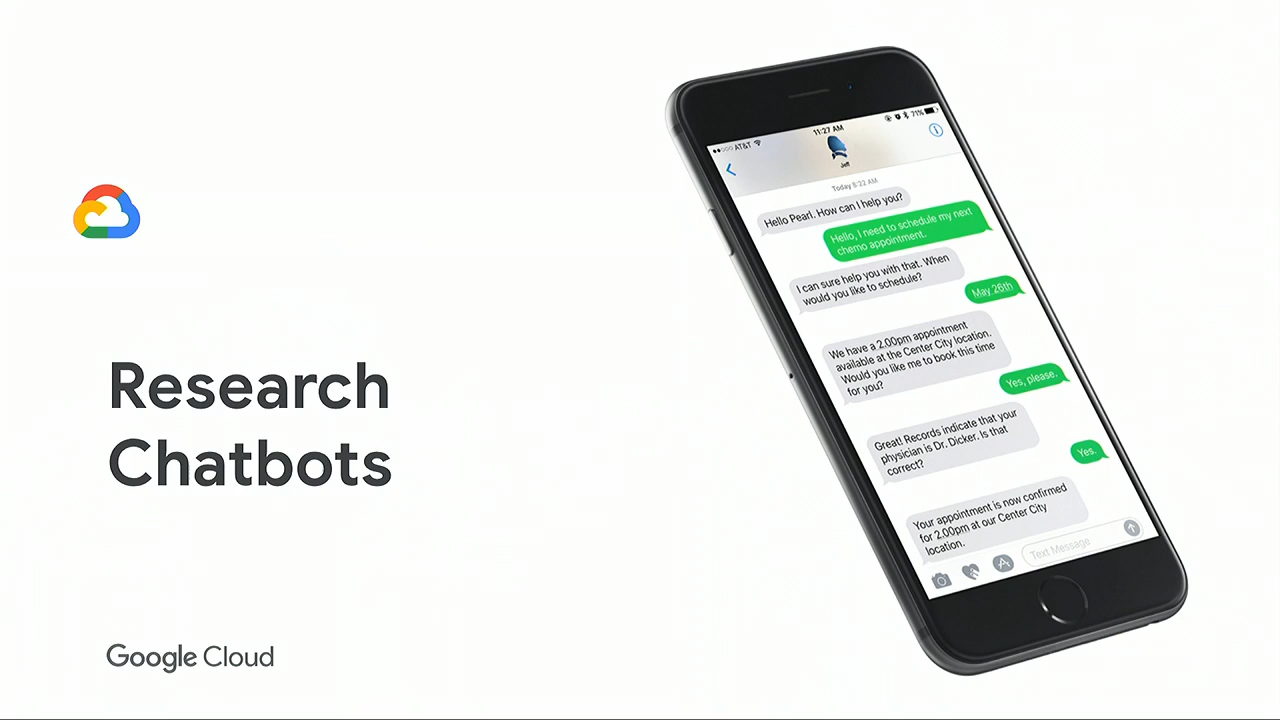 Research
Chatbots
Google Cloud
AT&T
11:27 AM
71%
Jeff
Today 8:22 AM
Hello Pearl. How can I help you?
Hello, I need to schedule my next
chemo appointment.
I can sure help you with that. When
would you like to schedule?
May 26th
We have a 2.00pm appointment
available at the Center City location.
Would you like me to book this time
for you?
Yes, please.
Great! Records indicate that your
physician is Dr. Dicker. Is that
correct?
Yes.
Your appointment is now confirmed
for 2.00pm at our Center City
location.
Text Message